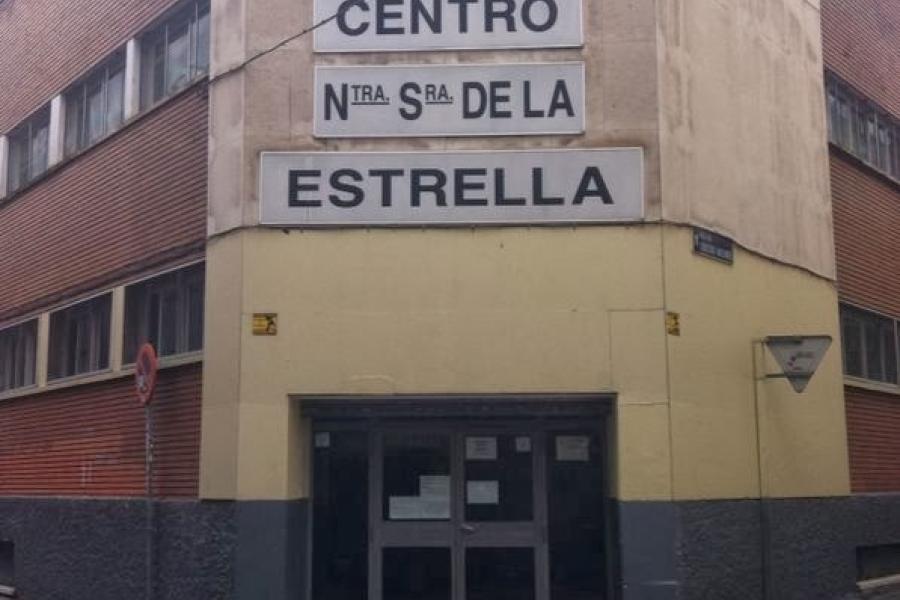 CENTRO
NTRA. SRA. DE LA
ESTRELLA